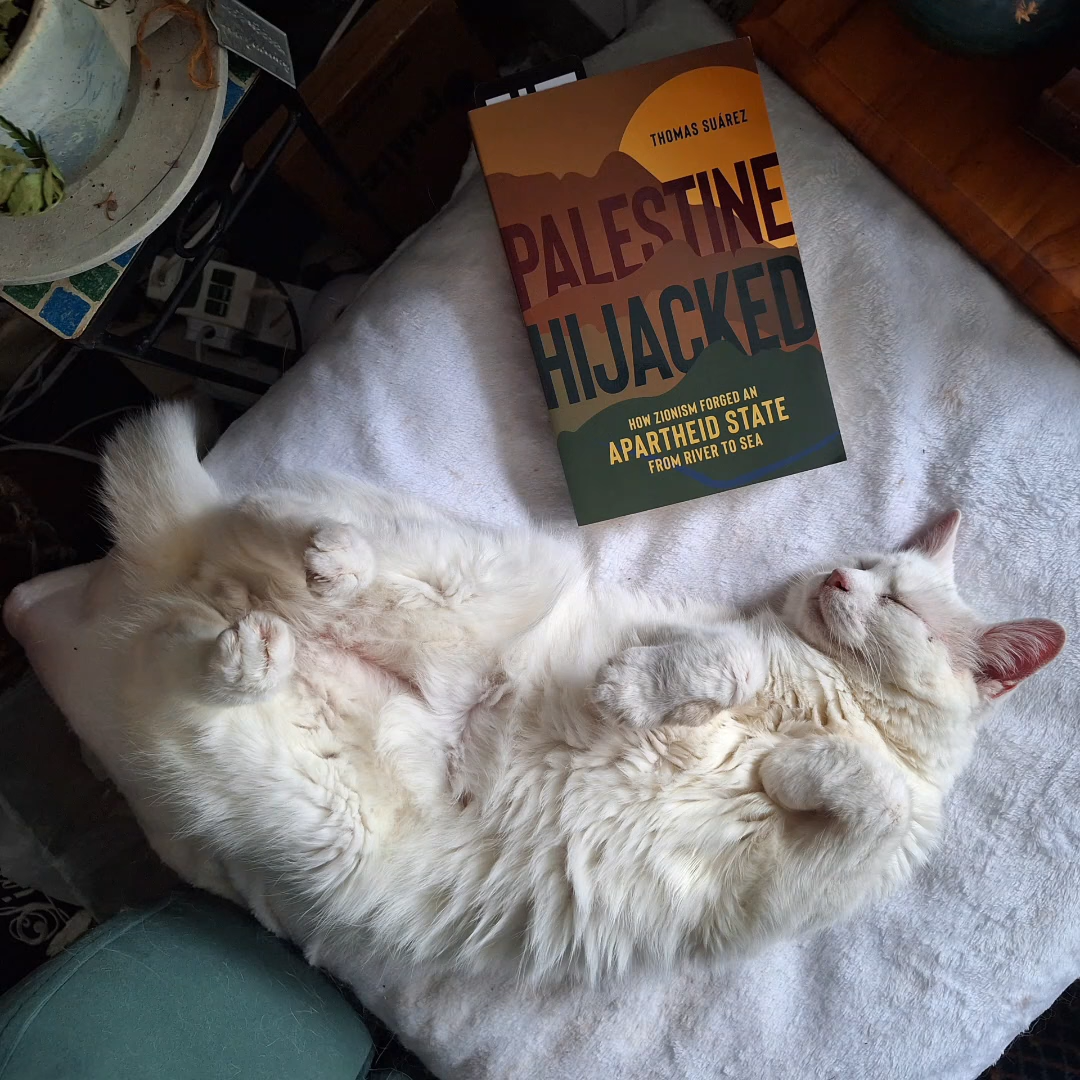 THOMAS SUÁREZ
PALESTINE
HIJACKED
HOW ZIONISM FORGED AN
APARTHEID STATE
FROM RIVER TO SEA